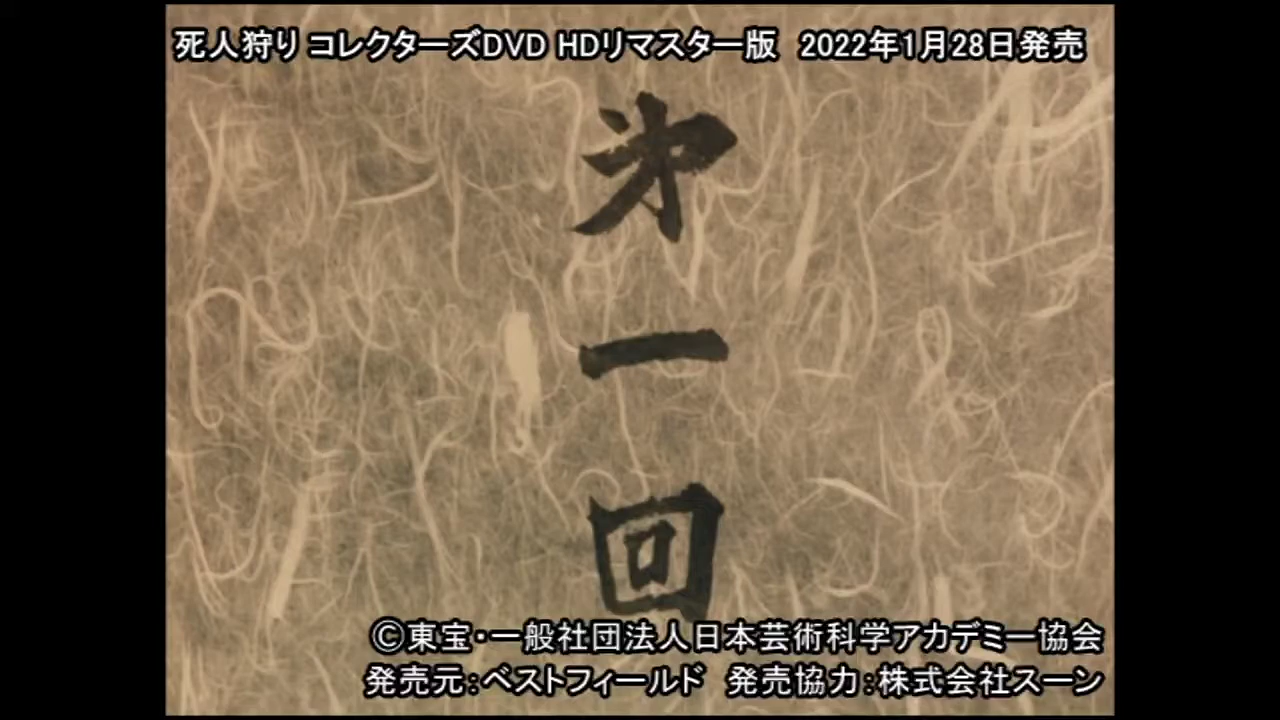 死人狩り コレクターズDVD HDリマスター版　2022年1月28日発売
第一回
©東宝・一般社団法人日本芸術科学アカデミー協会
発売元:ベストフィールド　発売協力:株式会社スーン